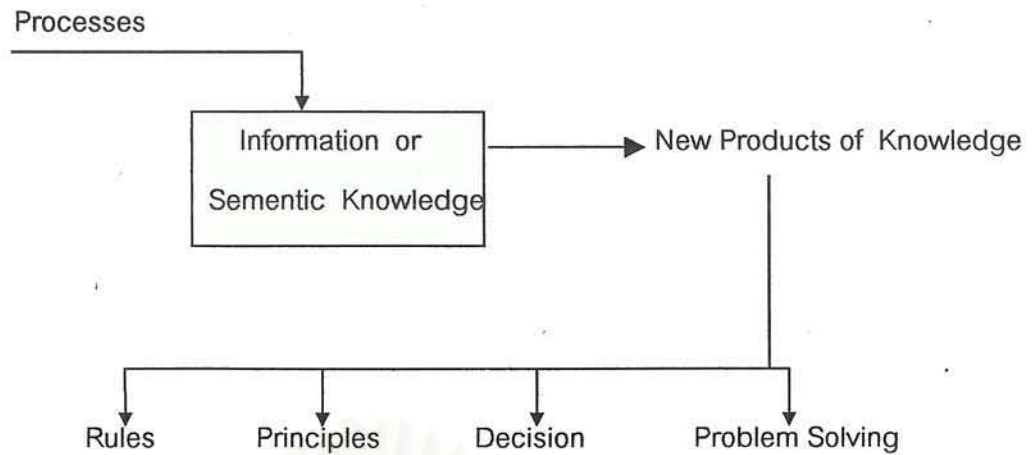 Processes
Information or
Sementic Knowledge
New Products of Knowledge
Rules Principles Decision Problem Solving